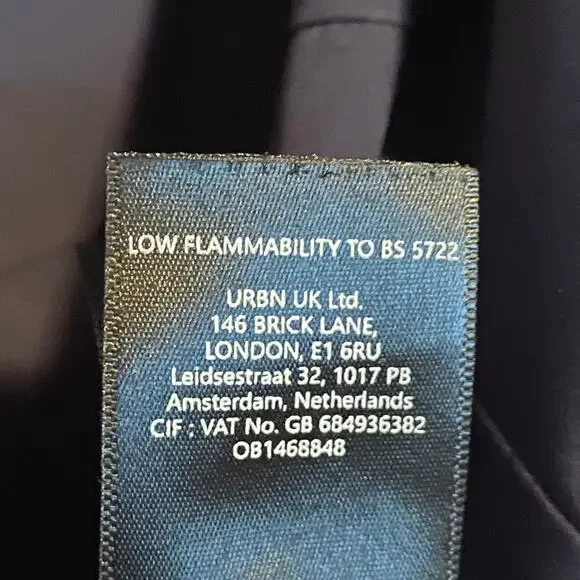 LOW FLAMMABILITY TO BS 5722
URBN UK Ltd.
146 BRICK LANE,
LONDON, E1 6RU
Leidsestraat 32, 1017 PB
Amsterdam, Netherlands
CIF : VAT No. GB 684936382
OB1468848